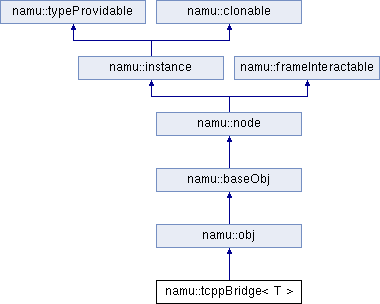 namu::typeProvidable
namu::clonable
namu::instance
namu::frameInteractable
namu::node
namu::baseObj
namu::obj
namu::tcppBridge< T >